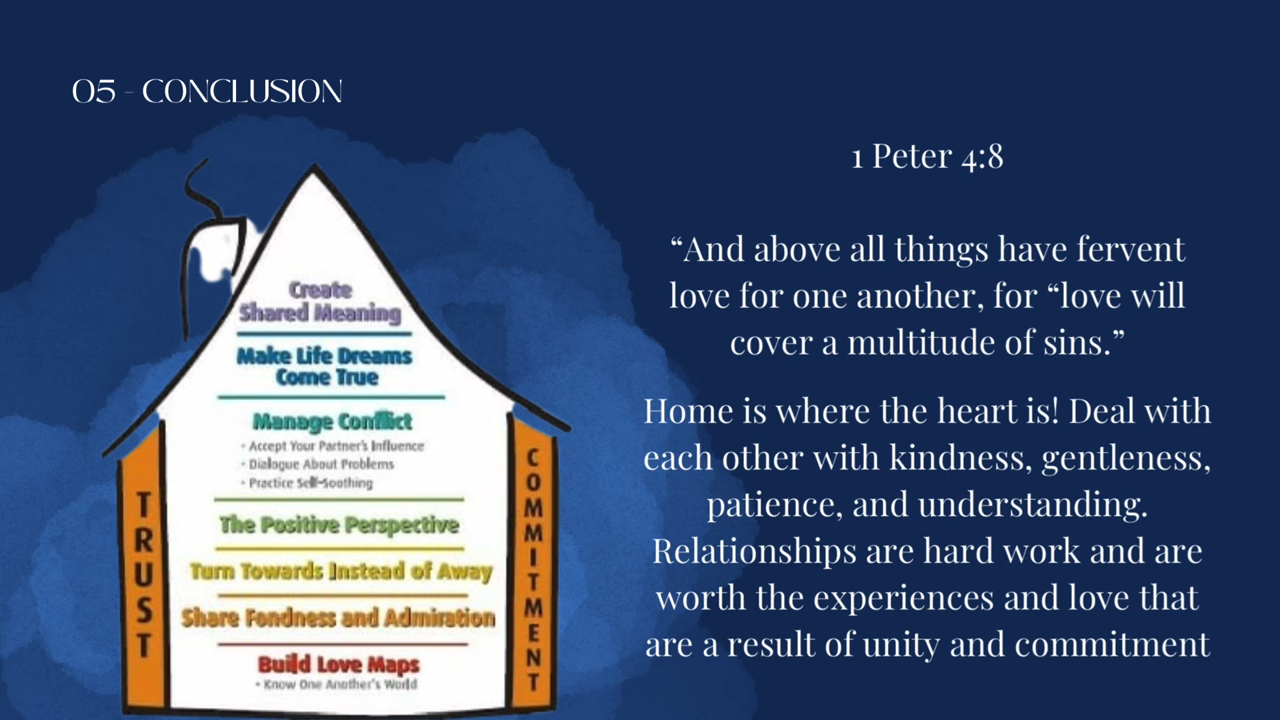 05 - CONCLUSION
Create
Shared Meaning
Make Life Dreams
Come True
Manage Conflict
· Accept Your Partner's Influence
· Dialogue About Problems
· Practice Self-Soothing
The Positive Perspective
Turn Towards Instead of Away
Share Fondness and Admiration
Build Love Maps
· Know One Another's World
TRUST
COMMITMENT
1 Peter 4:8
“And above all things have fervent
love for one another, for “love will
cover a multitude of sins.”
Home is where the heart is! Deal with
each other with kindness, gentleness,
patience, and understanding.
Relationships are hard work and are
worth the experiences and love that
are a result of unity and commitment